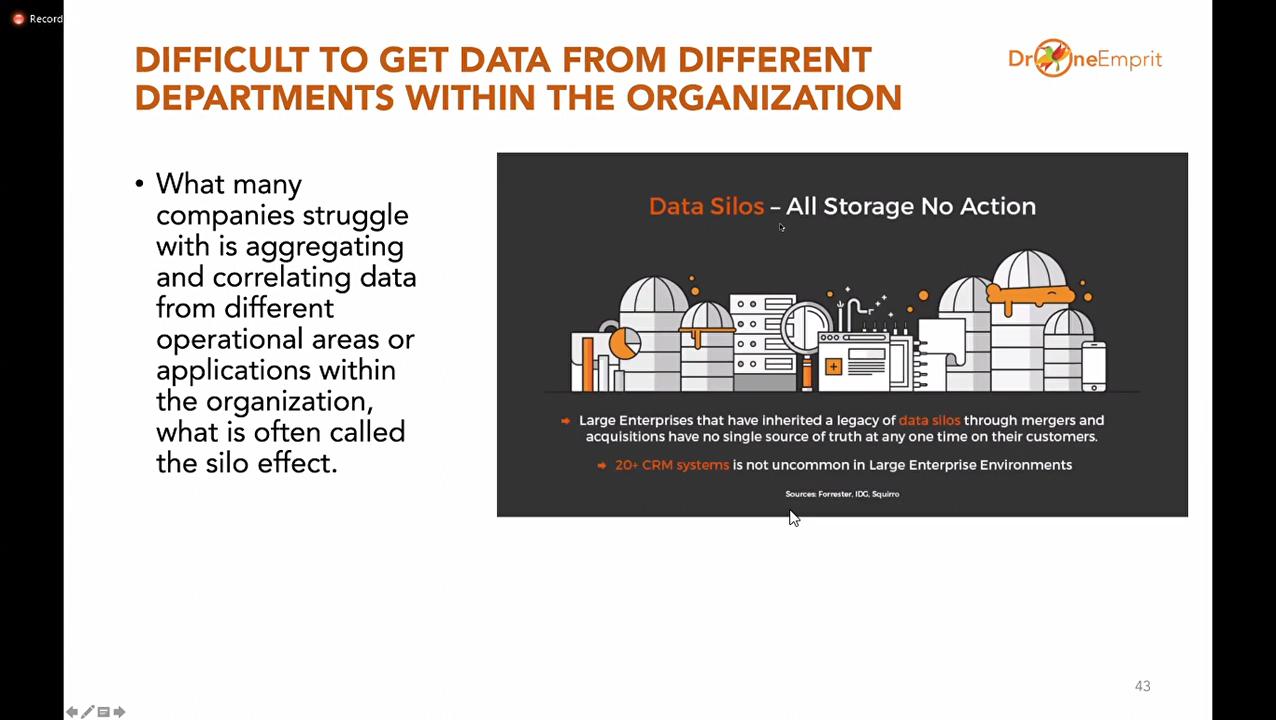 Record
DIFFICULT TO GET DATA FROM DIFFERENT
DEPARTMENTS WITHIN THE ORGANIZATION
DroneEmprit
• What many
companies struggle
with is aggregating
and correlating data
from different
operational areas or
applications within
the organization,
what is often called
the silo effect.
Data Silos – All Storage No Action
Large Enterprises that have inherited a legacy of data silos through mergers and
acquisitions have no single source of truth at any one time on their customers.
20+ CRM systems is not uncommon in Large Enterprise Environments
Sources: Forrester, IDG, Squirro
43